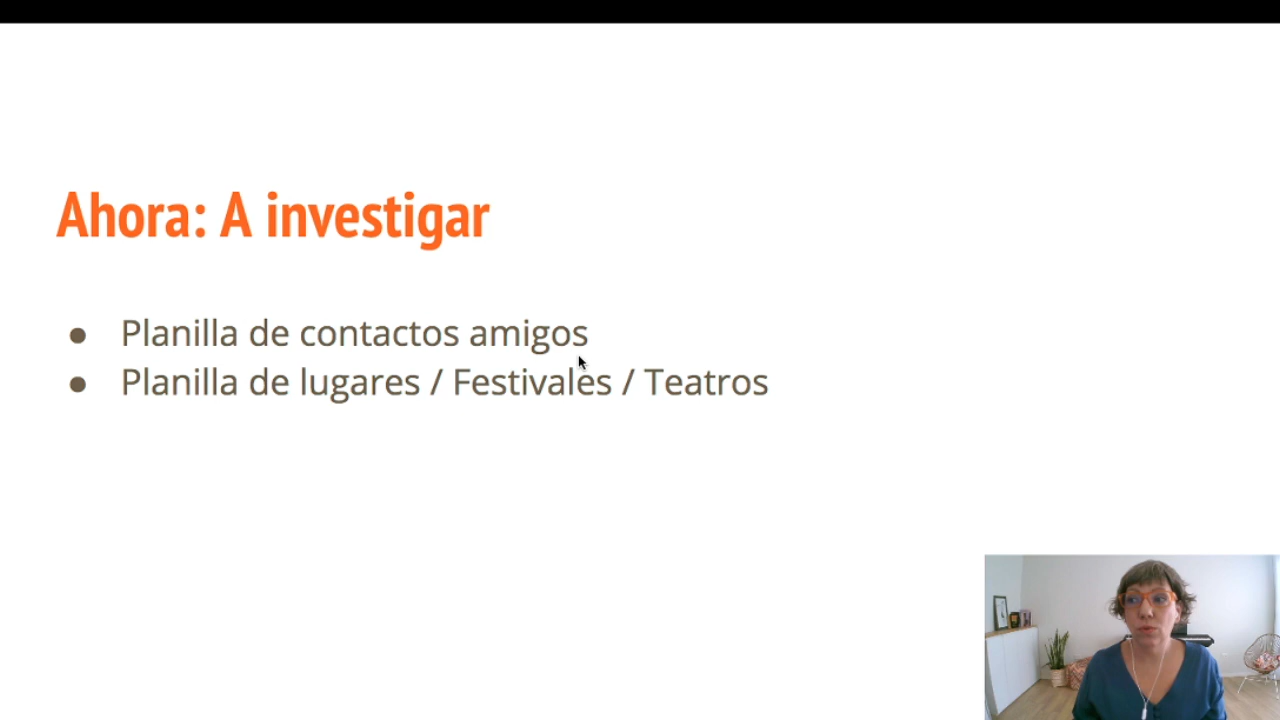 Ahora: A investigar
● Planilla de contactos amigos
● Planilla de lugares / Festivales / Teatros